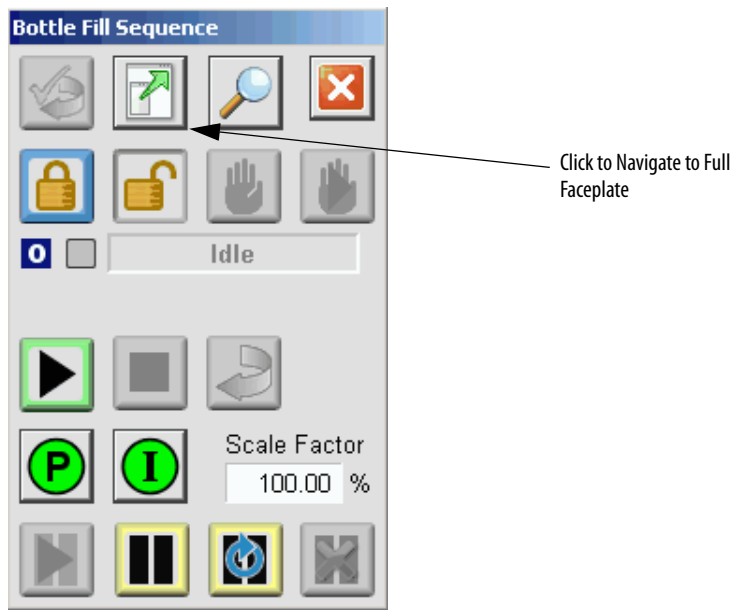 Bottle Fill Sequence
Click to Navigate to Full
Faceplate
O
Idle
P
I
Scale Factor
100.00 %